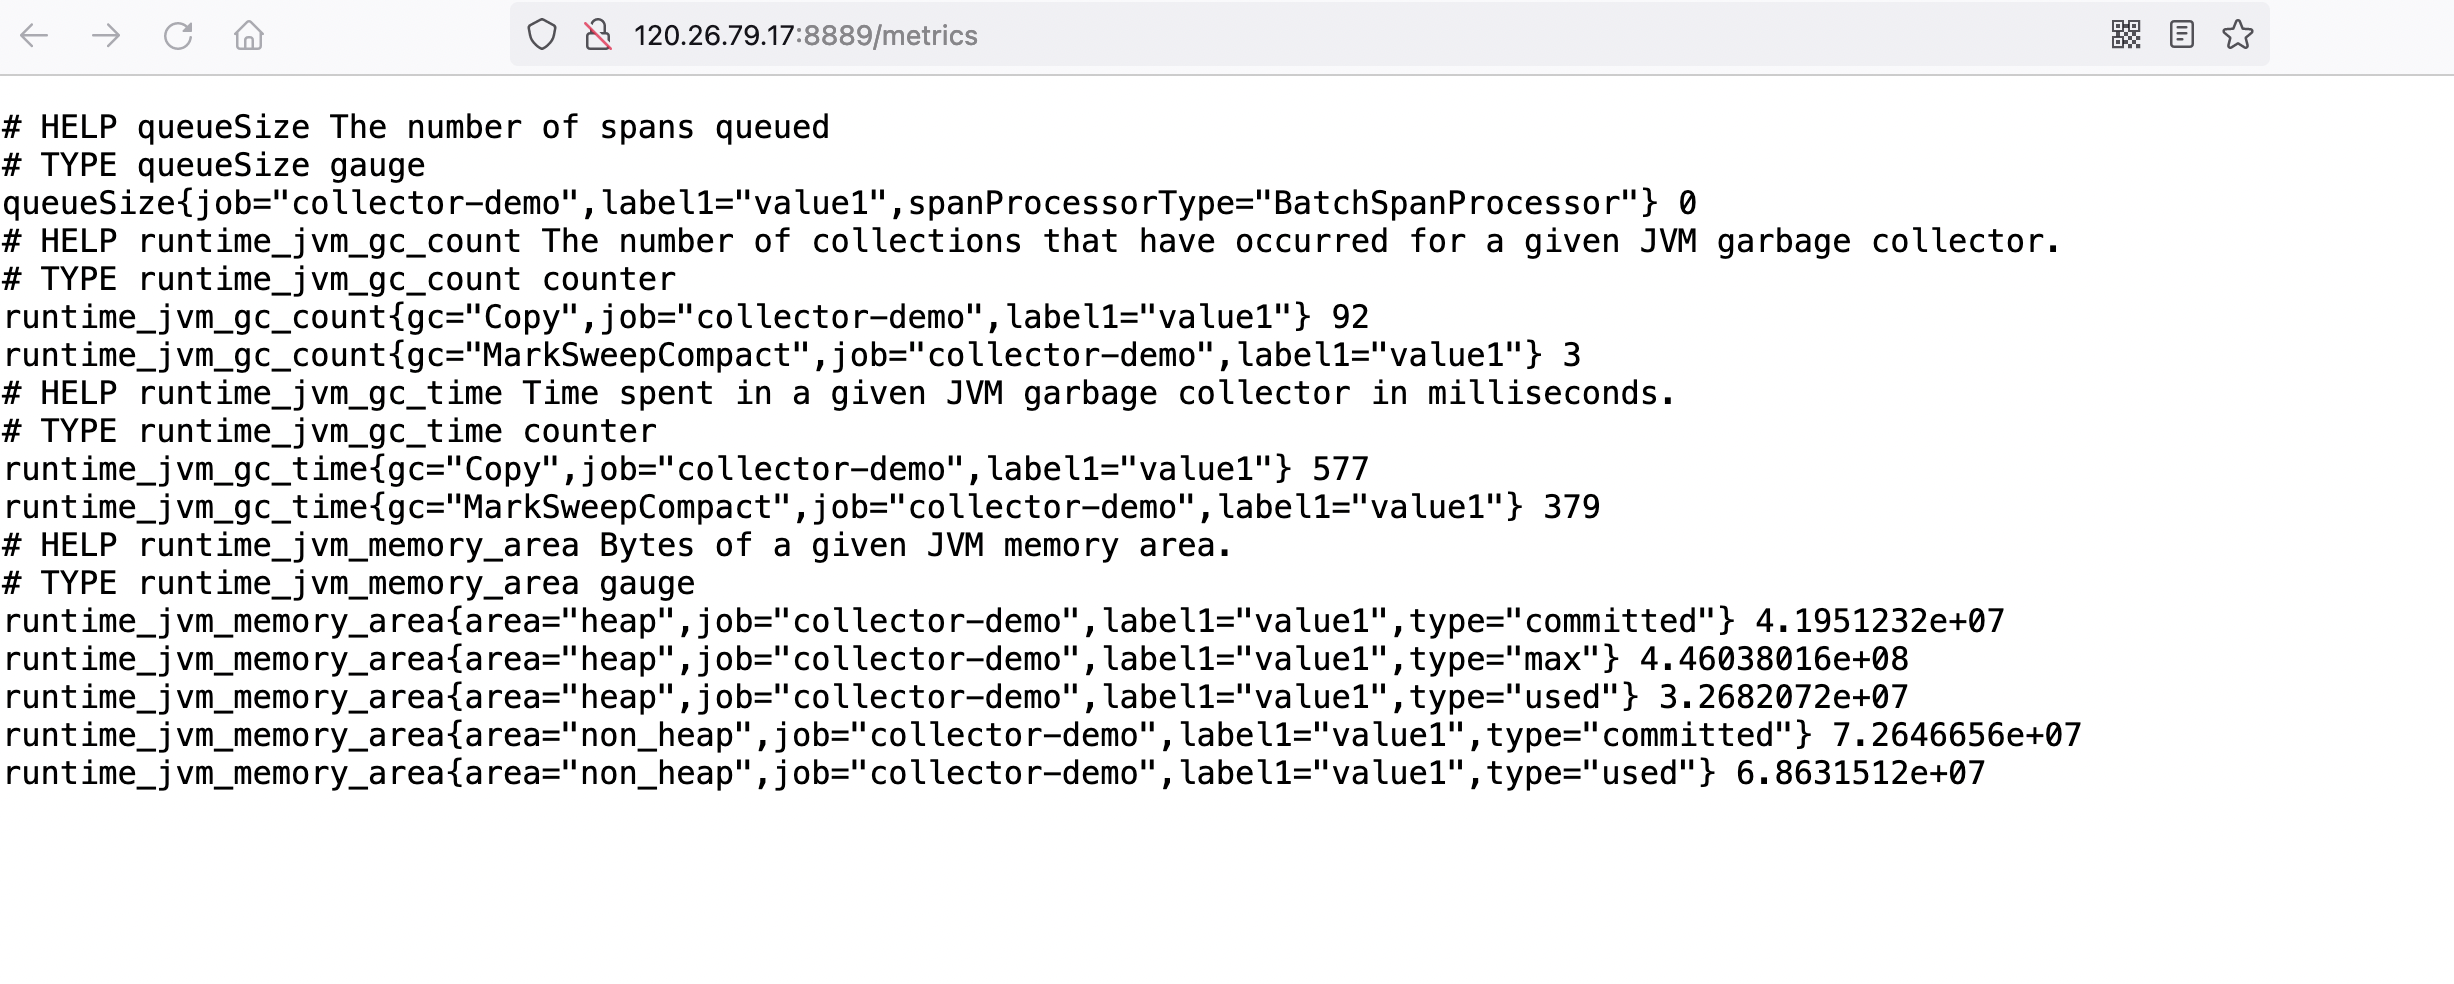 120.26.79.17:8889/metrics
# HELP queueSize The number of spans queued
# TYPE queueSize gauge
queueSize{job="collector-demo",label1="value1",spanProcessorType="BatchSpanProcessor"} 0
# HELP runtime_jvm_gc_count The number of collections that have occurred for a given JVM garbage collector.
# TYPE runtime_jvm_gc_count counter
runtime_jvm_gc_count{gc="Copy",job="collector-demo",label1="value1"} 92
runtime_jvm_gc_count{gc="MarkSweepCompact",job="collector-demo",label1="value1"} 3
# HELP runtime_jvm_gc_time Time spent in a given JVM garbage collector in milliseconds.
# TYPE runtime_jvm_gc_time counter
runtime_jvm_gc_time{gc="Copy",job="collector-demo",label1="value1"} 577
runtime_jvm_gc_time{gc="MarkSweepCompact",job="collector-demo",label1="value1"} 379
# HELP runtime_jvm_memory_area Bytes of a given JVM memory area.
# TYPE runtime_jvm_memory_area gauge
runtime_jvm_memory_area{area="heap",job="collector-demo",label1="value1",type="committed"} 4.1951232e+07
runtime_jvm_memory_area{area="heap",job="collector-demo",label1="value1",type="max"} 4.46038016e+08
runtime_jvm_memory_area{area="heap",job="collector-demo",label1="value1",type="used"} 3.2682072e+07
runtime_jvm_memory_area{area="non_heap",job="collector-demo",label1="value1",type="committed"} 7.2646656e+07
runtime_jvm_memory_area{area="non_heap",job="collector-demo",label1="value1",type="used"} 6.8631512e+07